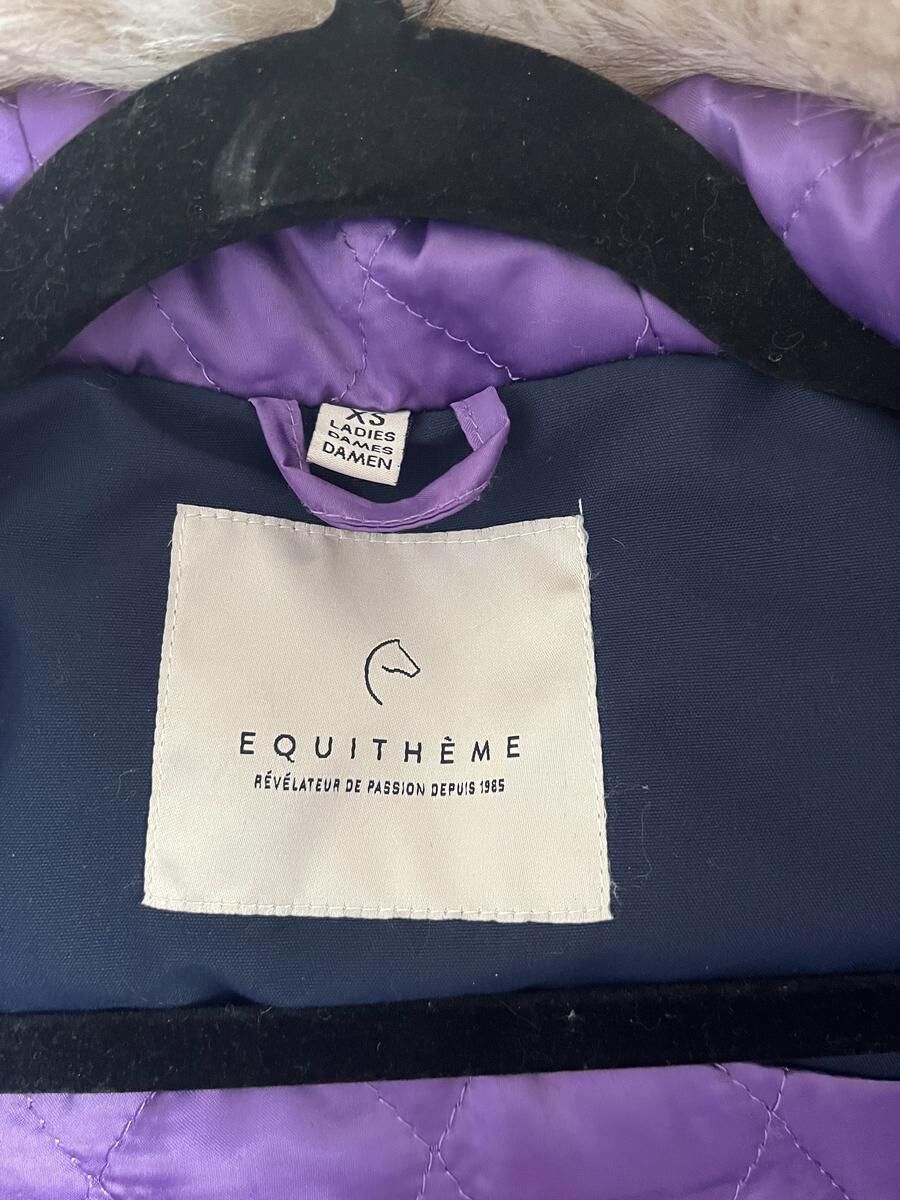 XS
LADIES
DAMES
DAMEN
EQUITHÈME
RÉVÉLATEUR DE PASSION DEPUIS 1985